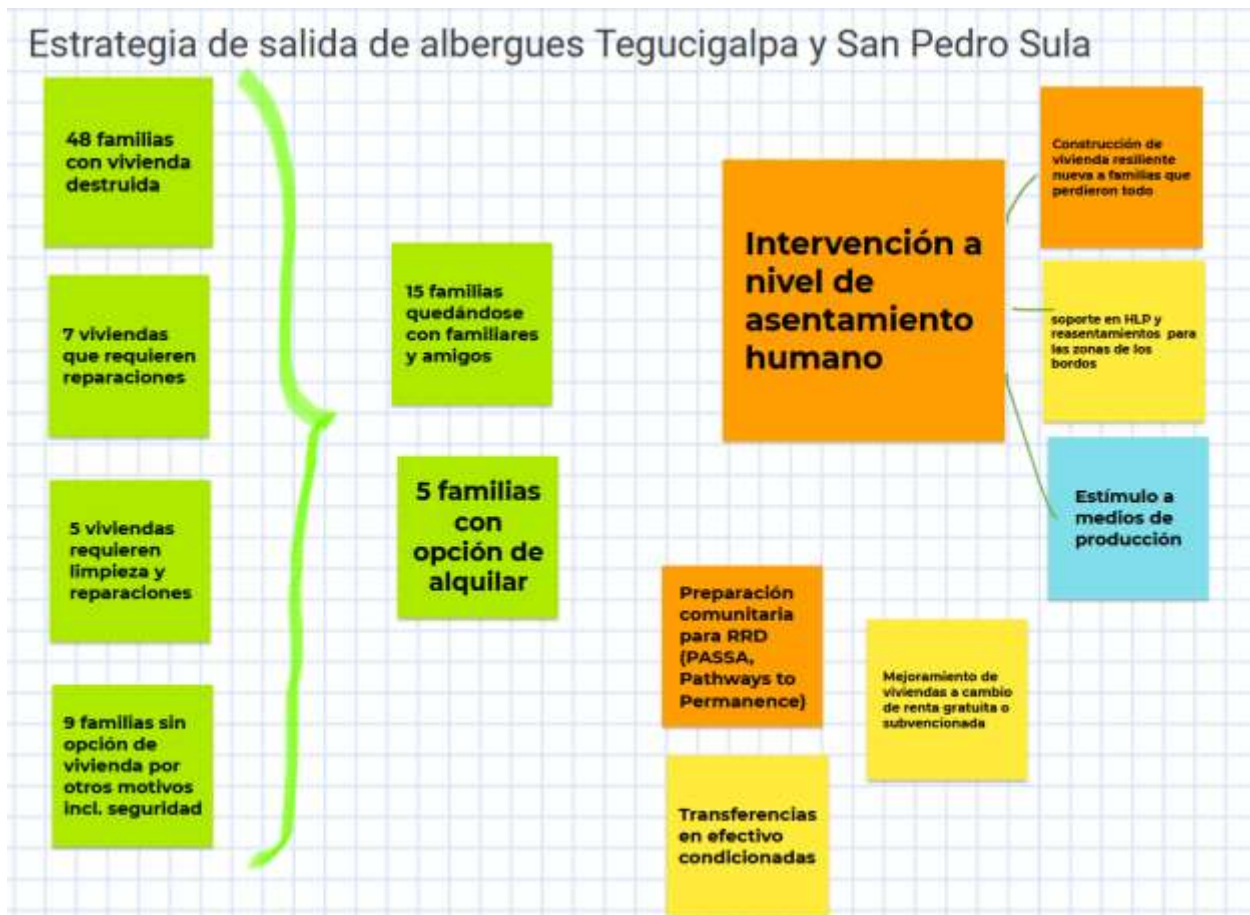 Estrategia de salida de albergues Tegucigalpa y San Pedro Sula
48 familias
con vivienda
destruida
7 viviendas
que requieren
reparaciones
5 viviendas
requieren
limpieza y
reparaciones
9 familias sin
opción de
vivienda por
otros motivos
incl. seguridad
15 familias
quedándose
con familiares
y amigos
5 familias
con
opción de
alquilar
Intervención a
nivel de
asentamiento
humano
Construcción de
vivienda resiliente
nueva a familias que
perdieron todo
soporte en HLP y
reasentamientos para
las zonas de los
bordos
Estímulo a
medios de
producción
Preparación
comunitaria
para RRD
(PASSA,
Pathways to
Permanence)
Mejoramiento de
viviendas a cambio
de renta gratuita o
subvencionada
Transferencias
en efectivo
condicionadas